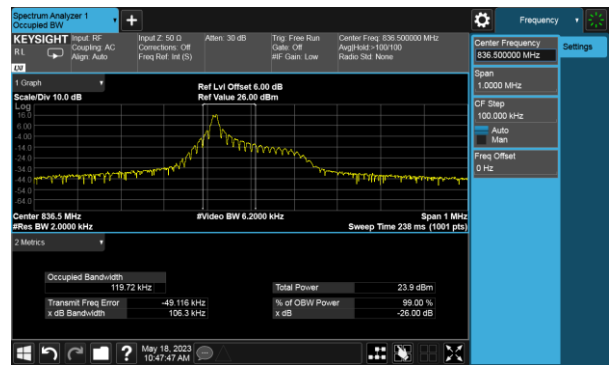 Spectrum Analyzer 1
Occupied BW
+
Frequency
KEYSIGHT
RL
LXI
Input: RF
Coupling: AC
Align: Auto
Input Z: 50 Ω
Corrections: Off
Freq Ref: Int (S)
Atten: 30 dB
Trig: Free Run
Gate: Off
#IF Gain: Low
Center Freq: 836.500000 MHz
Avg|Hold:>100/100
Radio Std: None
Center Frequency
836.500000 MHz
Settings
Span
1.0000 MHz
CF Step
100.000 kHz
Auto
Man
Freq Offset
0 Hz
1 Graph
Scale/Div 10.0 dB
Ref Lvl Offset 6.00 dB
Ref Value 26.00 dBm
Log
16.0
6.00
-4.00
-14.0
-24.0
-34.0
-44.0
-54.0
-64.0
Center 836.5 MHz
#Res BW 2.0000 kHz
#Video BW 6.2000 kHz
Span 1 MHz
Sweep Time 238 ms (1001 pts)
2 Metrics
Occupied Bandwidth
119.72 kHz
Total Power 23.9 dBm
Transmit Freq Error -49.116 kHz
% of OBW Power 99.00 %
x dB Bandwidth 106.3 kHz
x dB -26.00 dB
?
May 18, 2023
10:47:47 AM